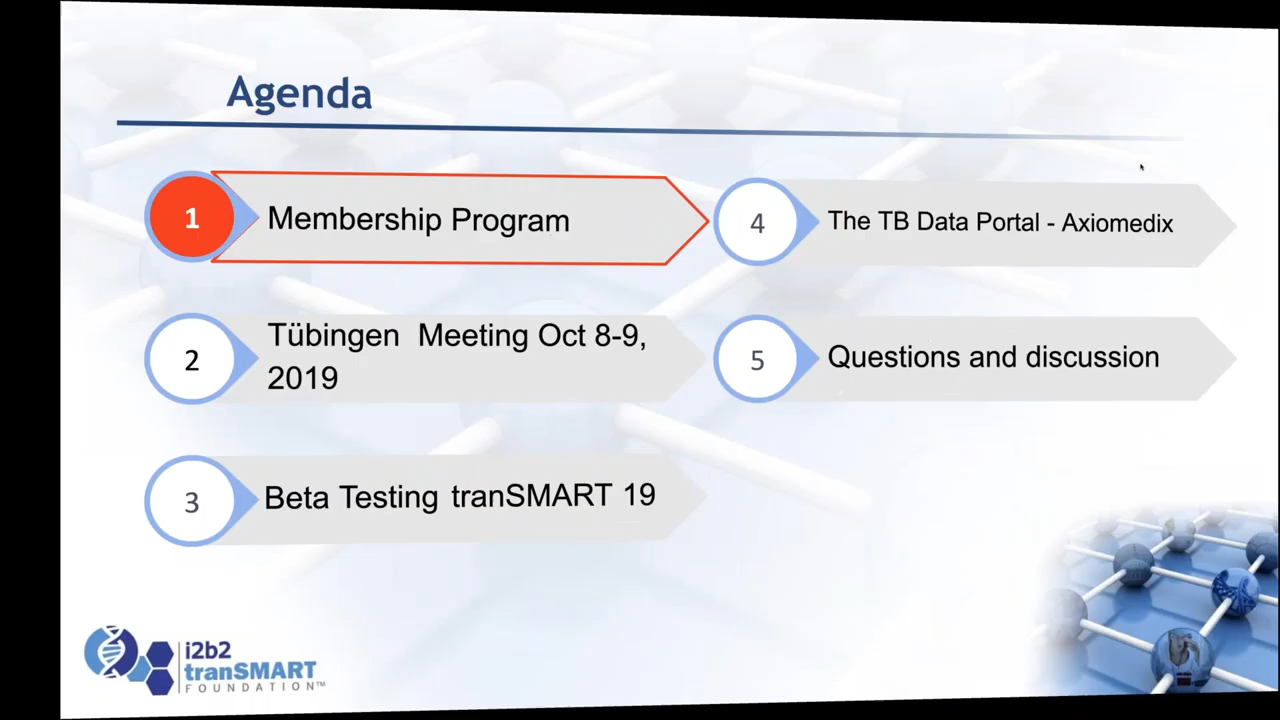 Agenda
1
Membership Program
2
Tübingen Meeting Oct 8-9,
2019
3
Beta Testing tranSMART 19
4
The TB Data Portal - Axiomedix
5
Questions and discussion
i2b2
tranSMART
FOUNDATION™